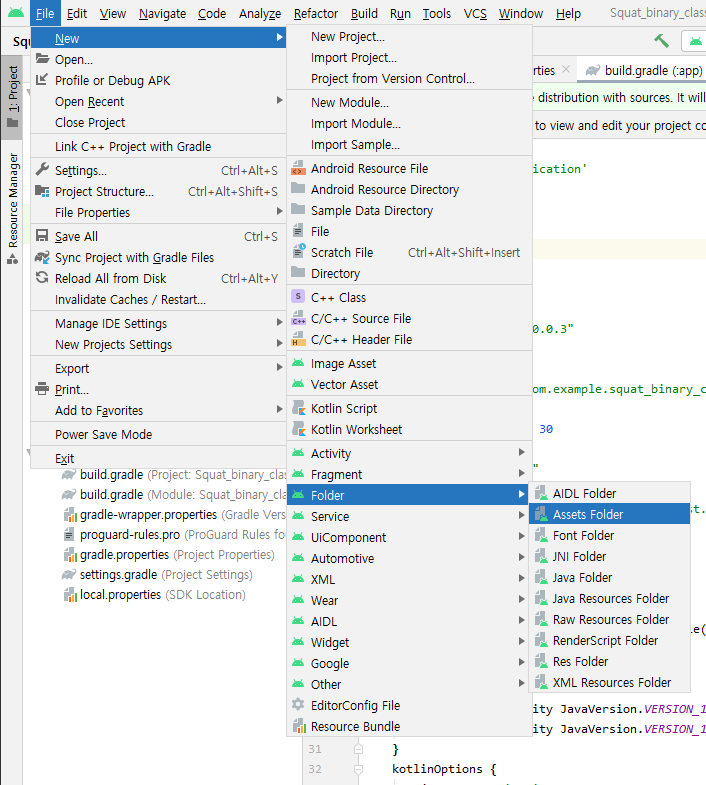 File Edit View Navigate Code Analyze Refactor Build Run Tools VCS Window Help Squat_binary_class
Squ
New
Open...
Profile or Debug APK
Open Recent
Close Project
Link C++ Project with Gradle
Settings... Ctrl+Alt+S
Project Structure... Ctrl+Alt+Shift+S
File Properties
Save All Ctrl+S
Sync Project with Gradle Files
Reload All from Disk Ctrl+Alt+Y
Invalidate Caches / Restart...
Manage IDE Settings
New Projects Settings
Export
Print...
Add to Favorites
Power Save Mode
Exit
1: Project
Resource Manager
New Project...
Import Project...
Project from Version Control...
New Module...
Import Module...
Import Sample...
Android Resource File
Android Resource Directory
Sample Data Directory
File
Scratch File Ctrl+Alt+Shift+Insert
Directory
C++ Class
C/C++ Source File
C/C++ Header File
Image Asset
Vector Asset
Kotlin Script
Kotlin Worksheet
Activity
Fragment
Folder
Service
UiComponent
Automotive
XML
Wear
AIDL
Widget
Google
Other
EditorConfig File
Resource Bundle
AIDL Folder
Assets Folder
Font Folder
JNI Folder
Java Folder
Java Resources Folder
Raw Resources Folder
RenderScript Folder
Res Folder
XML Resources Folder
build.gradle (Project: Squat_binary_clas
build.gradle (Module: Squat_binary_clas
gradle-wrapper.properties (Gradle Vers
proguard-rules.pro (ProGuard Rules for
gradle.properties (Project Properties)
settings.gradle (Project Settings)
local.properties (SDK Location)
rties build.gradle (:app)
distribution with sources. It will
to view and edit your project co
ication'
0.0.3"
om.example.squat_binary_c
30
"
st.
le(
ity JavaVersion.VERSION_1
ity JavaVersion.VERSION_1
31 }
32 kotlinOptions {